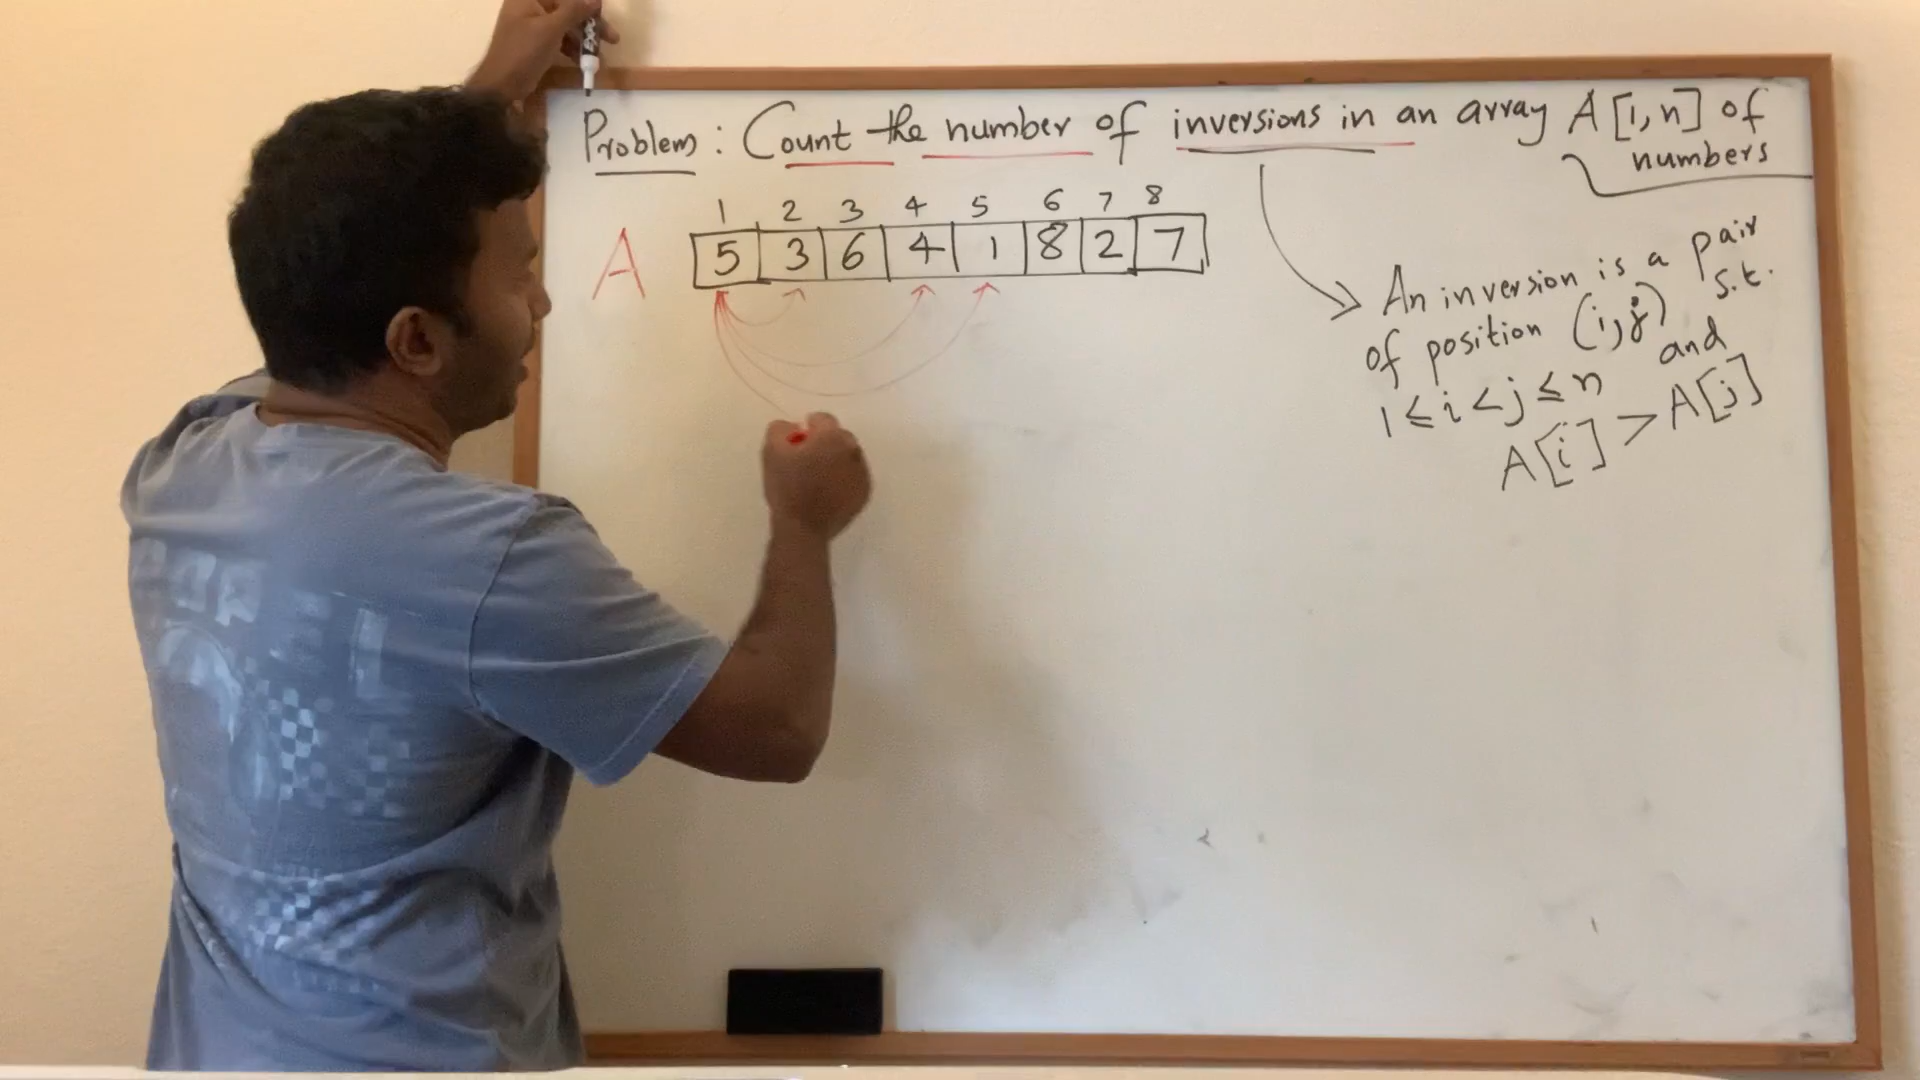 Problem: Count the number of inversions in an array A[1,n] of
numbers
1 2 3 4 5 6 7 8
A 5 3 6 4 1 8 2 7
An inversion is a pair
of position (i,j) s.t.
1 ≤ i < j ≤ n and
A[i] > A[j]
EXPO